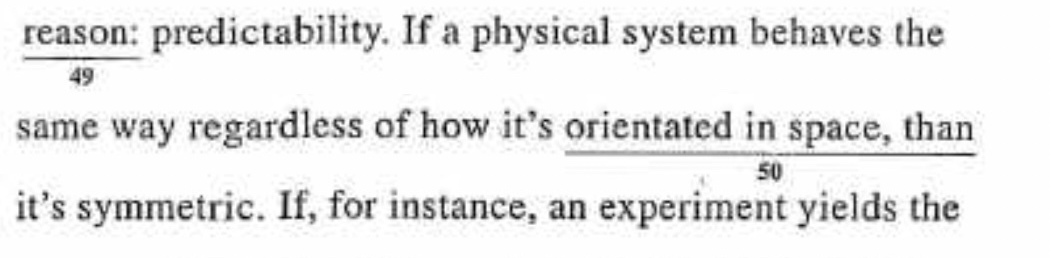 reason: predictability. If a physical system behaves the
49
same way regardless of how it's orientated in space, than
50
it's symmetric. If, for instance, an experiment yields the